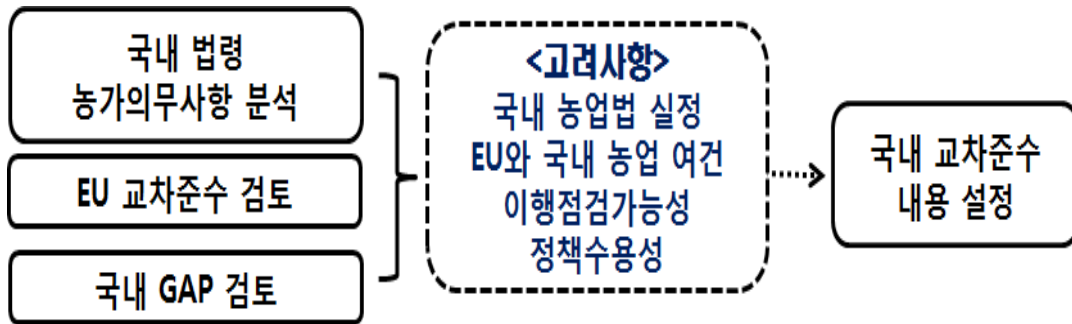 국내 법령
농가의무사항 분석
EU 교차준수 검토
국내 GAP 검토
<고려사항>
국내 농업법 실정
EU와 국내 농업 여건
이행점검가능성
정책수용성
국내 교차준수
내용 설정